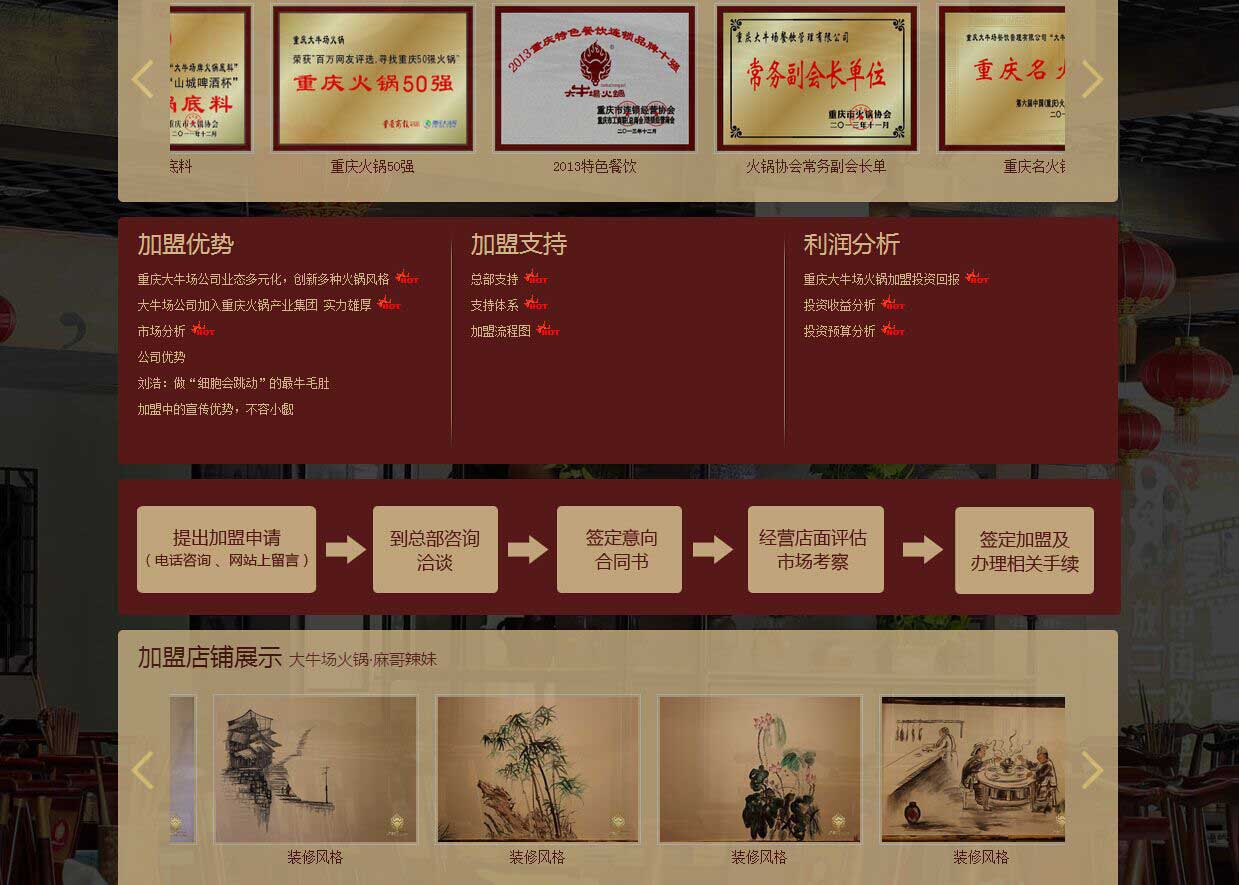 "大牛场牌火锅底料"
"山城啤酒杯"
锅底料
重庆市火锅协会
二〇一一年十二月
重庆大牛场火锅
荣获"百万网友评选,寻找重庆50强火锅"
重庆火锅50强
2013重庆特色餐饮连锁品牌十强
大牛場火鍋
重庆市连锁经营协会
二〇一三年十二月
重庆大牛场餐饮管理有限公司
常务副会长单位
重庆市火锅协会
二〇一三年十一月
重庆大牛场餐饮管理有限公司"大牛
重庆名火
第六届中国(重庆)火
二〇一
底料
重庆火锅50强
2013特色餐饮
火锅协会常务副会长单
重庆名火锅
加盟优势
重庆大牛场公司业态多元化，创新多种火锅风格 HOT
大牛场公司加入重庆火锅产业集团 实力雄厚 HOT
市场分析 HOT
公司优势
刘浩：做“细胞会跳动”的最牛毛肚
加盟中的宣传优势，不容小觑
加盟支持
总部支持 HOT
支持体系 HOT
加盟流程图 HOT
利润分析
重庆大牛场火锅加盟投资回报 HOT
投资收益分析 HOT
投资预算分析 HOT
提出加盟申请
（电话咨询、网站上留言）
到总部咨询
洽谈
签定意向
合同书
经营店面评估
市场考察
签定加盟及
办理相关手续
加盟店铺展示 大牛场火锅·麻哥辣妹
装修风格
装修风格
装修风格
装修风格